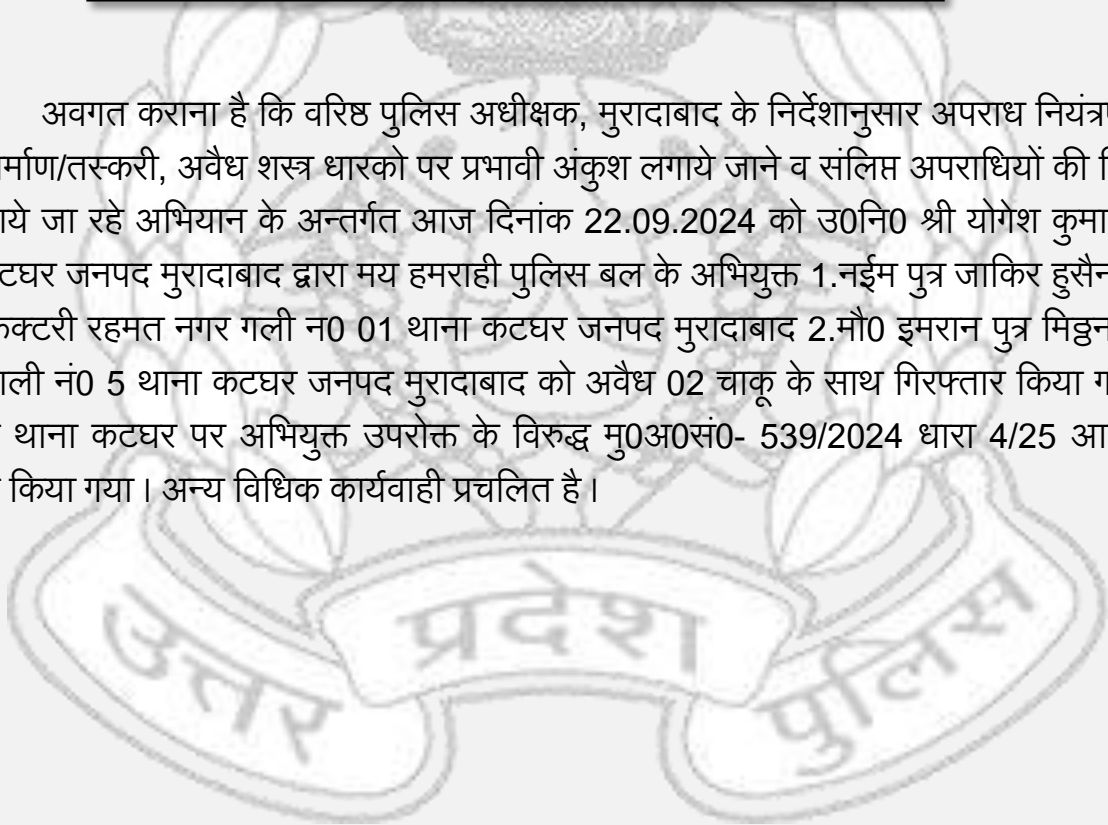 अवगत कराना है कि वरिष्ठ पुलिस अधीक्षक, मुरादाबाद के निर्देशानुसार अपराध
र्माण/तस्करी, अवैध शस्त्र धारको पर प्रभावी अंकुश लगाये जाने व संलिप्त अपराधियों की
ाये जा रहे अभियान के अन्तर्गत आज दिनांक 22.09.2024 को उ0नि0 श्री योगेश
टघर जनपद मुरादाबाद द्वारा मय हमराही पुलिस बल के अभियुक्त 1.नईम पुत्र जाकिर हुसैन
क्टरी रहमत नगर गली न0 01 थाना कटघर जनपद मुरादाबाद 2.मौ0 इमरान पुत्र मिठ्ठन
ाली नं0 5 थाना कटघर जनपद मुरादाबाद को अवैध 02 चाकू के साथ गिरफ्तार किया
थाना कटघर पर अभियुक्त उपरोक्त के विरुद्ध मु0अ0सं0- 539/2024 धारा 4/25
किया गया । अन्य विधिक कार्यवाही प्रचलित है ।
उत्तर प्रदेश पुलिस